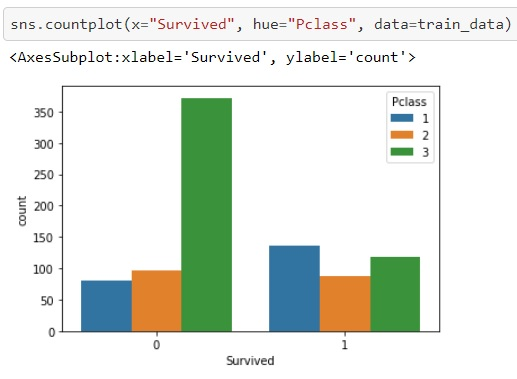 sns.countplot(x="Survived", hue="Pclass", data=train_data)
<AxesSubplot:xlabel='Survived', ylabel='count'>
Pclass
1
2
3
350
300
250
200
150
100
50
0
count
0 1
Survived